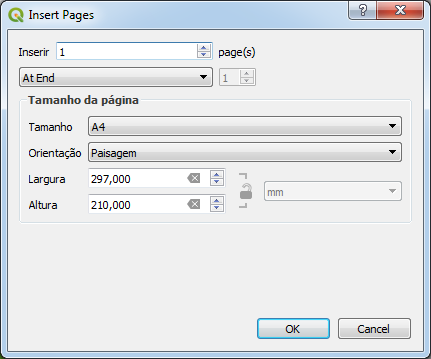 Insert Pages
Inserir 1 page(s)
At End 1
Tamanho da página
Tamanho A4
Orientação Paisagem
Largura 297,000 mm
Altura 210,000
OK Cancel